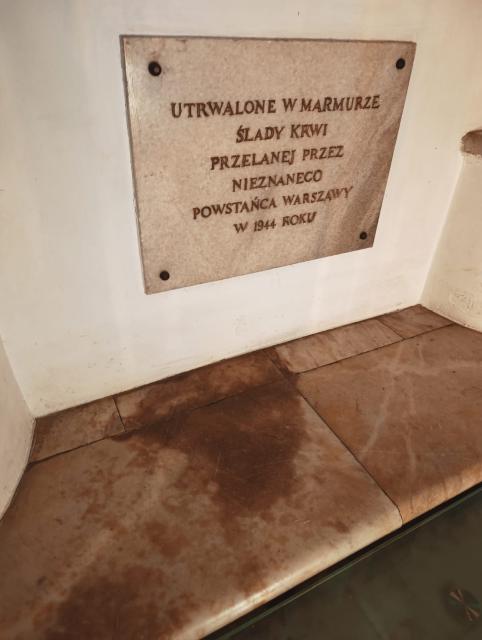 UTRWALONE W MARMURZE
ŚLADY KRWI
PRZELANEJ PRZEZ
NIEZNANEGO
POWSTAŃCA WARSZAWY
W 1944 ROKU